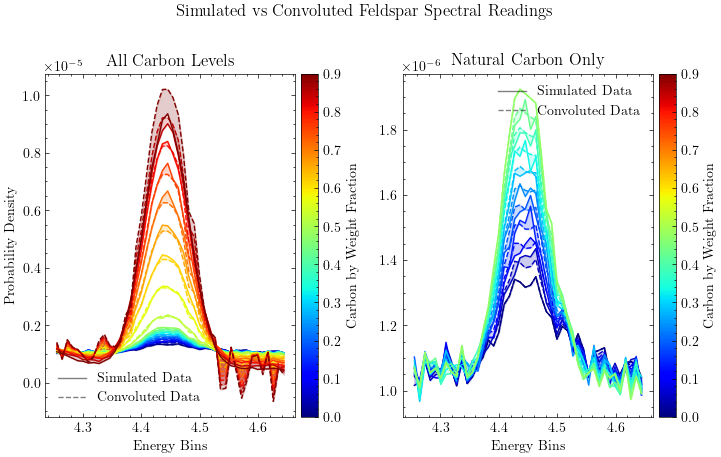 Simulated vs Convoluted Feldspar Spectral Readings
All Carbon Levels
×10⁻⁵
1.0
0.8
0.6
0.4
0.2
0.0
Probability Density
4.3 4.4 4.5 4.6
Energy Bins
Simulated Data
Convoluted Data
0.9
0.8
0.7
0.6
0.5
0.4
0.3
0.2
0.1
0.0
Carbon by Weight Fraction
Natural Carbon Only
×10⁻⁶
1.8
1.6
1.4
1.2
1.0
4.3 4.4 4.5 4.6
Energy Bins
Simulated Data
Convoluted Data
0.9
0.8
0.7
0.6
0.5
0.4
0.3
0.2
0.1
0.0
Carbon by Weight Fraction